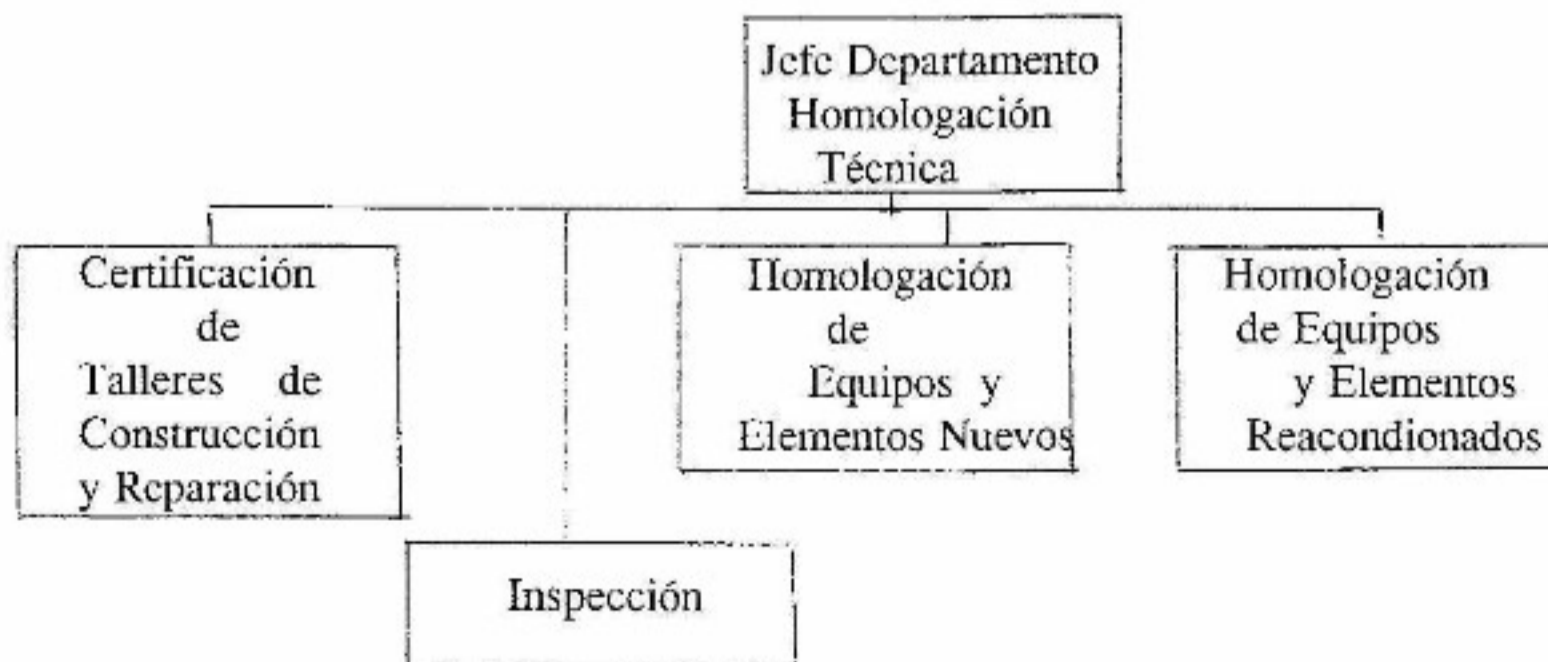 Jefe Departamento
Homologación
Técnica
Certificación
de
Talleres de
Construcción
y Reparación
Homologación
de
Equipos y
Elementos Nuevos
Homologación
de Equipos
y Elementos
Reacondionados
Inspección